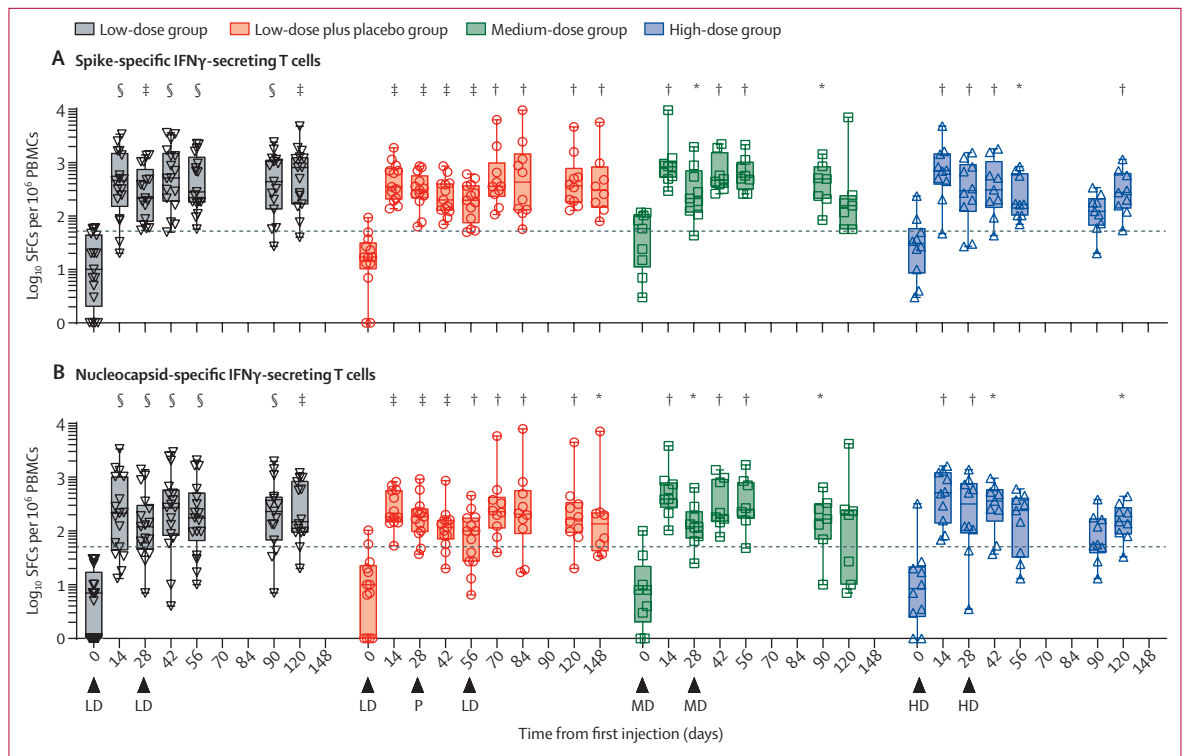 Low-dose group Low-dose plus placebo group Medium-dose group High-dose group
A Spike-specific IFNγ-secreting T cells
§ ‡ § § § ‡ ‡ ‡ ‡ ‡ † † † † † * † † * † † † * †
Log₁₀ SFCs per 10⁶ PBMCs
4
3
2
1
0
B Nucleocapsid-specific IFNγ-secreting T cells
§ § § § § ‡ ‡ ‡ ‡ † † † † * † * † † * † † * *
Log₁₀ SFCs per 10⁶ PBMCs
4
3
2
1
0
0 14 28 42 56 70 84 90 120 148 0 14 28 42 56 70 84 90 120 148 0 14 28 42 56 70 84 90 120 148 0 14 28 42 56 70 84 90 120 148
LD LD LD P LD MD MD HD HD
Time from first injection (days)